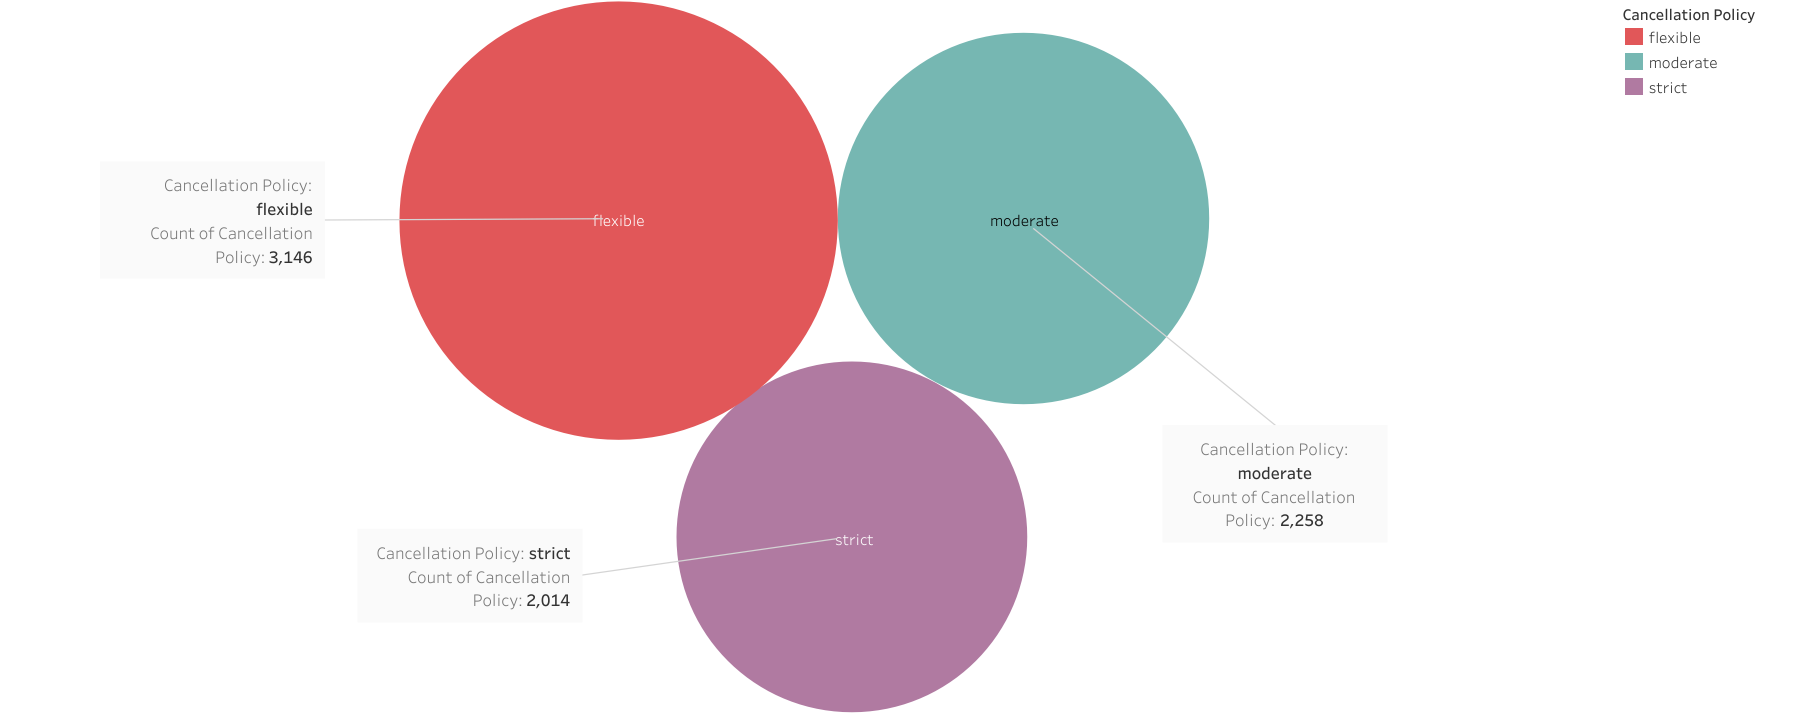 Cancellation Policy
flexible
moderate
strict
Cancellation Policy:
flexible
Count of Cancellation
Policy: 3,146
flexible
moderate
Cancellation Policy:
moderate
Count of Cancellation
Policy: 2,258
Cancellation Policy: strict
Count of Cancellation
Policy: 2,014
strict